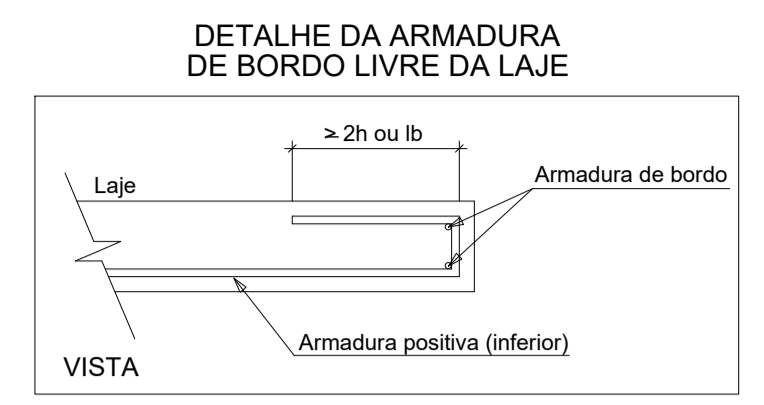 DETALHE DA ARMADURA
DE BORDO LIVRE DA LAJE
≥ 2h ou lb
Armadura de bordo
Laje
Armadura positiva (inferior)
VISTA